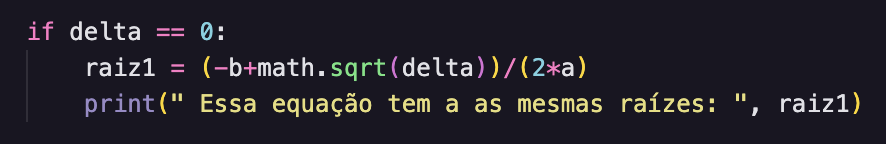 if delta == 0:
raiz1 = (-b+math.sqrt(delta))/(2*a)
print(" Essa equação tem a as mesmas raízes: ", raiz1)